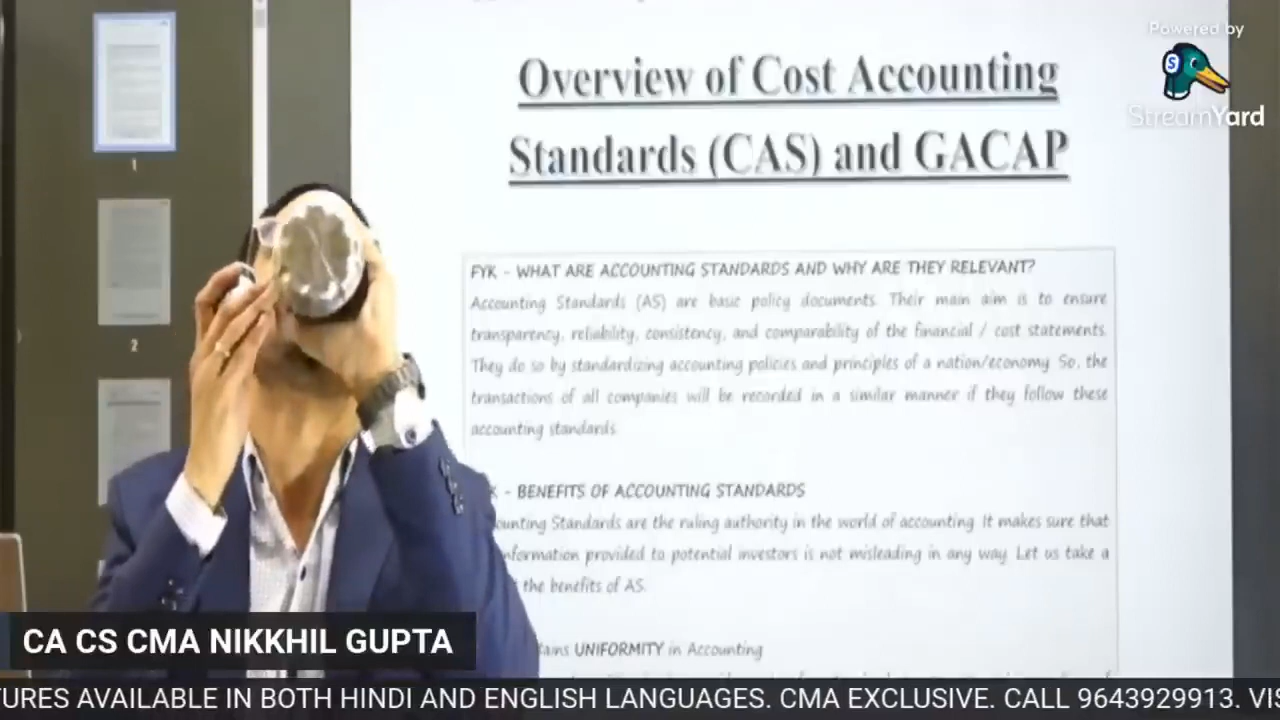 Powered by
S
StreamYard
Overview of Cost Accounting
Standards (CAS) and GACAP
1
2
FYK - WHAT ARE ACCOUNTING STANDARDS AND WHY ARE THEY RELEVANT?
Accounting Standards (AS) are basic policy documents. Their main aim is to ensure
transparency, reliability, consistency, and comparability of the financial / cost statements.
They do so by standardizing accounting policies and principles of a nation/economy. So, the
transactions of all companies will be recorded in a similar manner if they follow these
accounting standards.
- BENEFITS OF ACCOUNTING STANDARDS
ounting Standards are the ruling authority in the world of accounting. It makes sure that
nformation provided to potential investors is not misleading in any way. Let us take a
the benefits of AS.
ains UNIFORMITY in Accounting
CA CS CMA NIKKHIL GUPTA
TURES AVAILABLE IN BOTH HINDI AND ENGLISH LANGUAGES. CMA EXCLUSIVE. CALL 9643929913. VIS